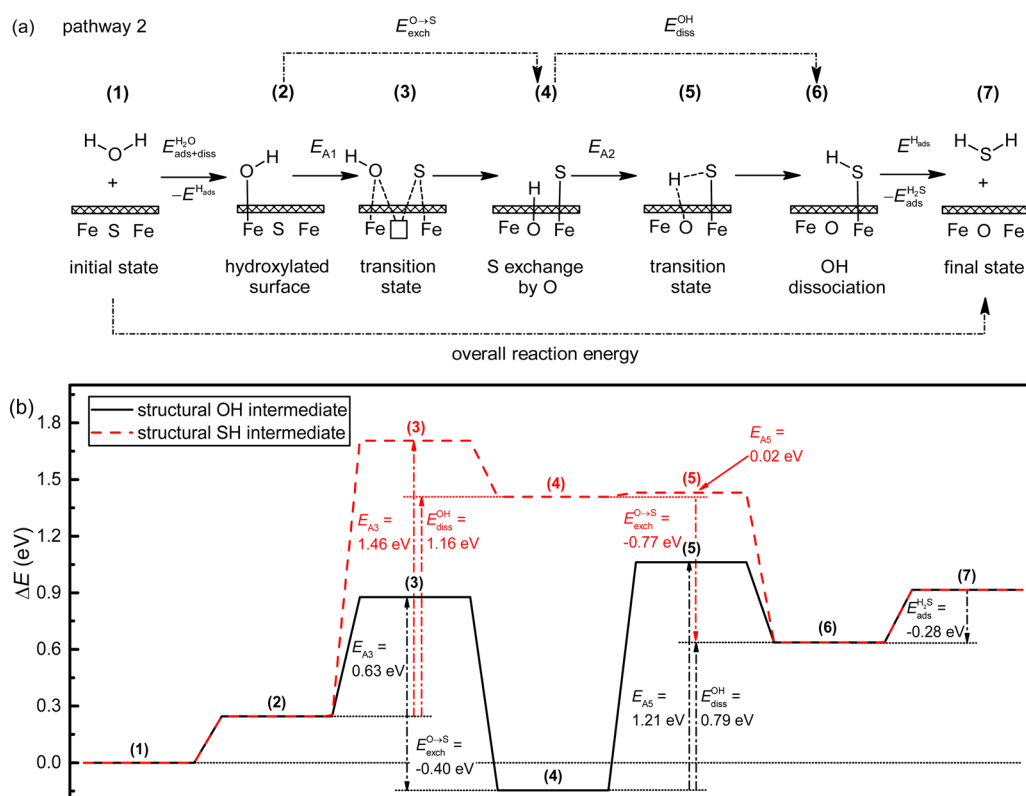 (a) pathway 2
E_exch^O→S E_diss^OH
(1) (2) (3) (4) (5) (6) (7)
H H O
+
Fe S Fe
initial state
E_ads+diss^H2O
−E^Hads
H
O
Fe S Fe
hydroxylated
surface
E_A1
HO S
Fe Fe
transition
state
H S
Fe O Fe
S exchange
by O
E_A2
H S
Fe O Fe
transition
state
H S
Fe O Fe
OH
dissociation
E^Hads
−E_ads^H2S
H H S
+
Fe O Fe
final state
overall reaction energy
(b)
structural OH intermediate
structural SH intermediate
ΔE (eV)
1.8
1.5
1.2
0.9
0.6
0.3
0.0
(1)
(2)
(3)
E_A3 =
1.46 eV
E_diss^OH =
1.16 eV
(3)
E_A3 =
0.63 eV
E_exch^O→S =
-0.40 eV
(4)
(4)
E_A5 =
0.02 eV
(5)
E_exch^O→S =
-0.77 eV
(5)
E_A5 =
1.21 eV
E_diss^OH =
0.79 eV
(6)
(7)
E_ads^H2S =
-0.28 eV